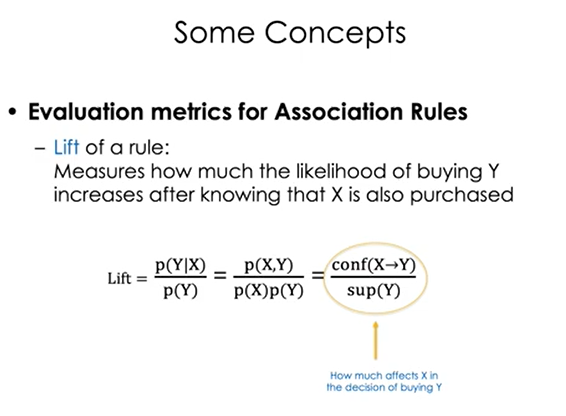 Some Concepts
• Evaluation metrics for Association Rules
– Lift of a rule:
Measures how much the likelihood of buying Y
increases after knowing that X is also purchased
Lift = p(Y|X)/p(Y) = p(X,Y)/p(X)p(Y) = conf(X→Y)/sup(Y)
How much affects X in
the decision of buying Y